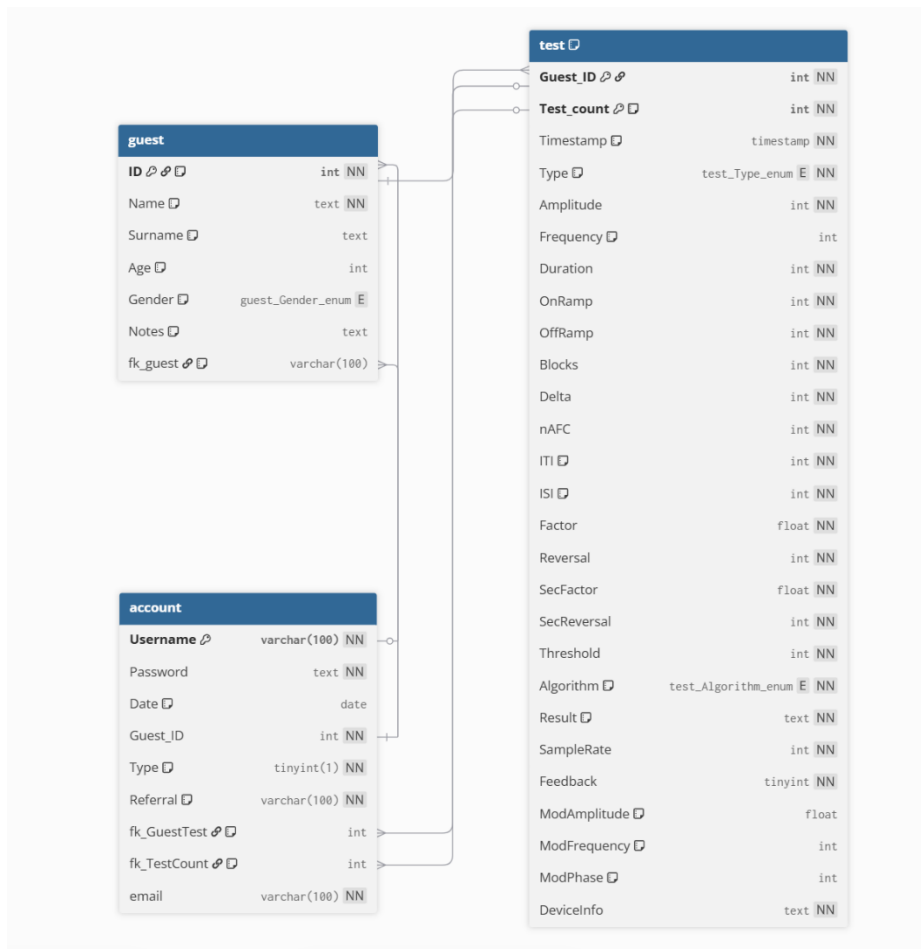 guest
ID int NN
Name text NN
Surname text
Age int
Gender guest_Gender_enum E
Notes text
fk_guest varchar(100)
account
Username varchar(100) NN
Password text NN
Date date
Guest_ID int NN
Type tinyint(1) NN
Referral varchar(100) NN
fk_GuestTest int
fk_TestCount int
email varchar(100) NN
test
Guest_ID int NN
Test_count int NN
Timestamp timestamp NN
Type test_Type_enum E NN
Amplitude int NN
Frequency int
Duration int NN
OnRamp int NN
OffRamp int NN
Blocks int NN
Delta int NN
nAFC int NN
ITI int NN
ISI int NN
Factor float NN
Reversal int NN
SecFactor float NN
SecReversal int NN
Threshold int NN
Algorithm test_Algorithm_enum E NN
Result text NN
SampleRate int NN
Feedback tinyint NN
ModAmplitude float
ModFrequency int
ModPhase int
DeviceInfo text NN